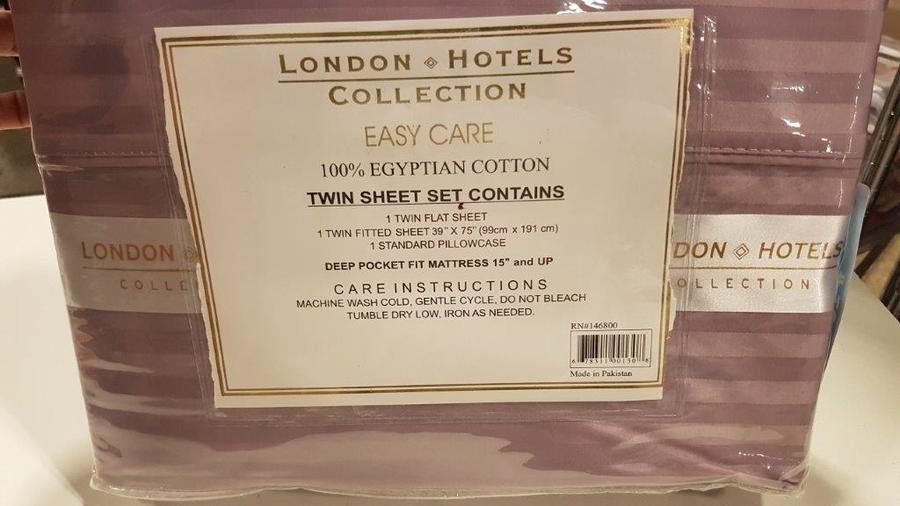 LONDON HOTELS
COLLECTION
EASY CARE
100% EGYPTIAN COTTON
TWIN SHEET SET CONTAINS
1 TWIN FLAT SHEET
1 TWIN FITTED SHEET 39" X 75" (99cm x 191 cm)
1 STANDARD PILLOWCASE
DEEP POCKET FIT MATTRESS 15" and UP
CARE INSTRUCTIONS
MACHINE WASH COLD, GENTLE CYCLE, DO NOT BLEACH
TUMBLE DRY LOW, IRON AS NEEDED.
RN#146800
Made in Pakistan
LONDON
COLLE
DON HOTELS
OLLECTION